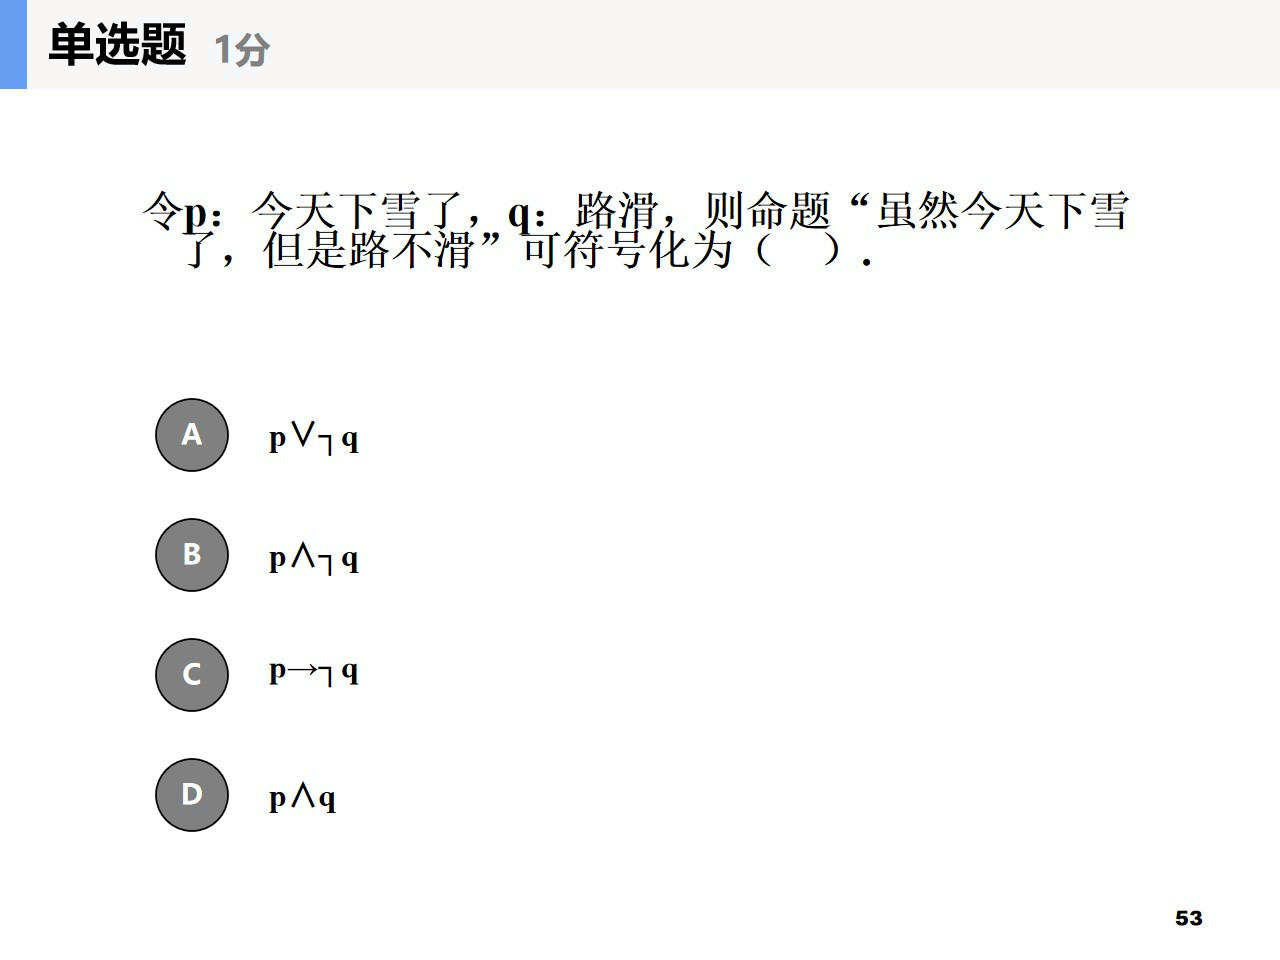 单选题 1分
令p：今天下雪了，q：路滑，则命题“虽然今天下雪
了，但是路不滑”可符号化为（ ）.
A p∨┐q
B p∧┐q
C p→┐q
D p∧q
53